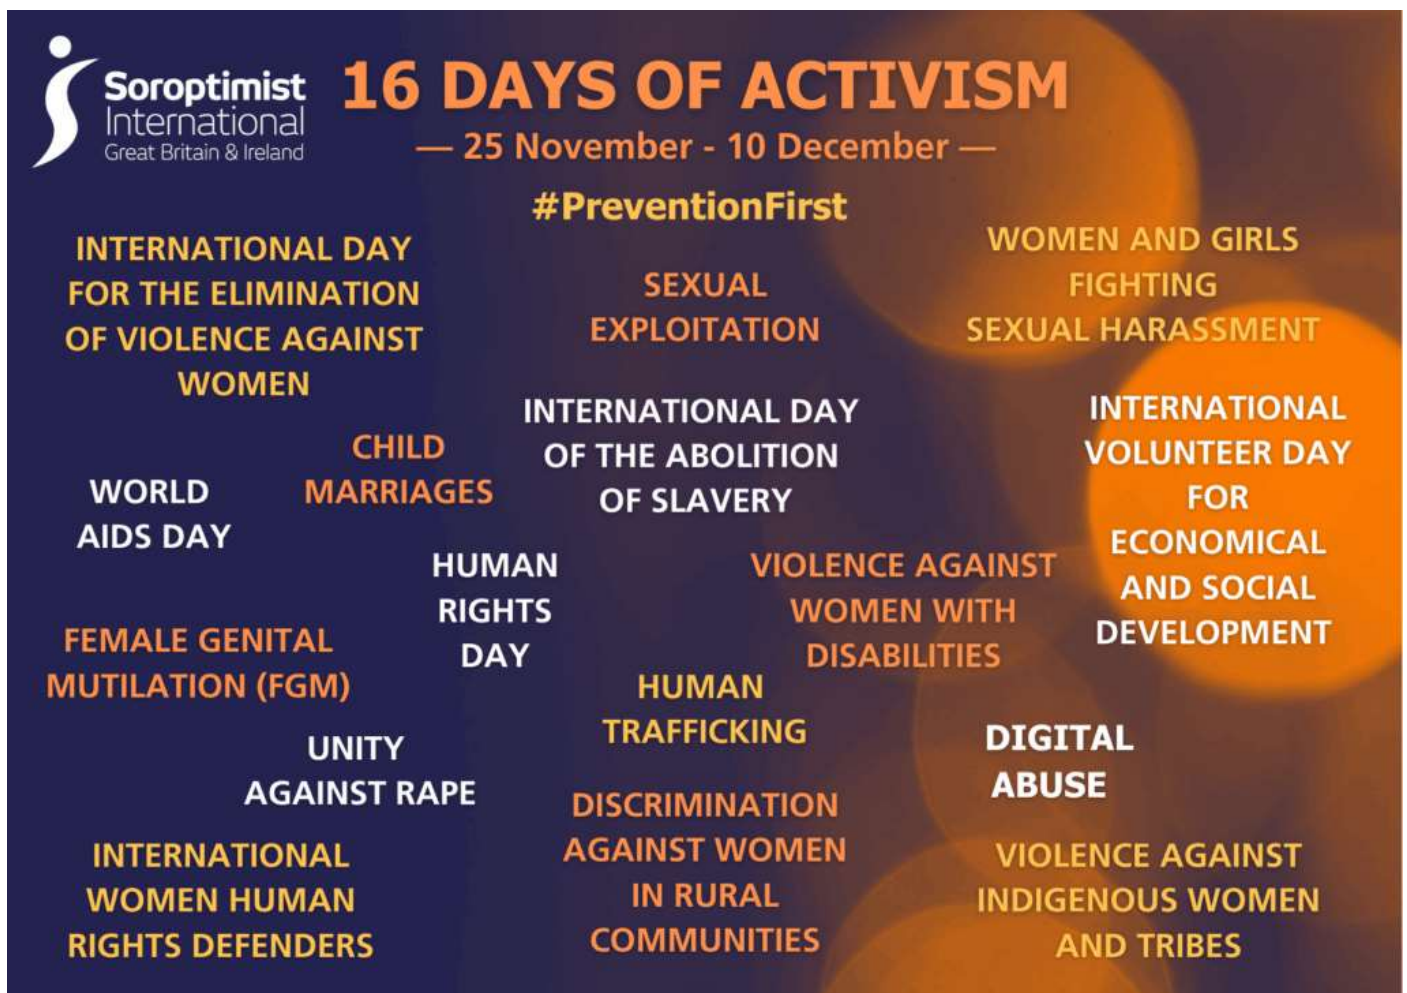 Soroptimist
International
Great Britain & Ireland
16 DAYS OF ACTIVISM
— 25 November - 10 December —
#PreventionFirst
INTERNATIONAL DAY
FOR THE ELIMINATION
OF VIOLENCE AGAINST
WOMEN
SEXUAL
EXPLOITATION
WOMEN AND GIRLS
FIGHTING
SEXUAL HARASSMENT
CHILD
MARRIAGES
INTERNATIONAL DAY
OF THE ABOLITION
OF SLAVERY
INTERNATIONAL
VOLUNTEER DAY
FOR
ECONOMICAL
AND SOCIAL
DEVELOPMENT
WORLD
AIDS DAY
HUMAN
RIGHTS
DAY
VIOLENCE AGAINST
WOMEN WITH
DISABILITIES
FEMALE GENITAL
MUTILATION (FGM)
HUMAN
TRAFFICKING
UNITY
AGAINST RAPE
DIGITAL
ABUSE
DISCRIMINATION
AGAINST WOMEN
IN RURAL
COMMUNITIES
INTERNATIONAL
WOMEN HUMAN
RIGHTS DEFENDERS
VIOLENCE AGAINST
INDIGENOUS WOMEN
AND TRIBES